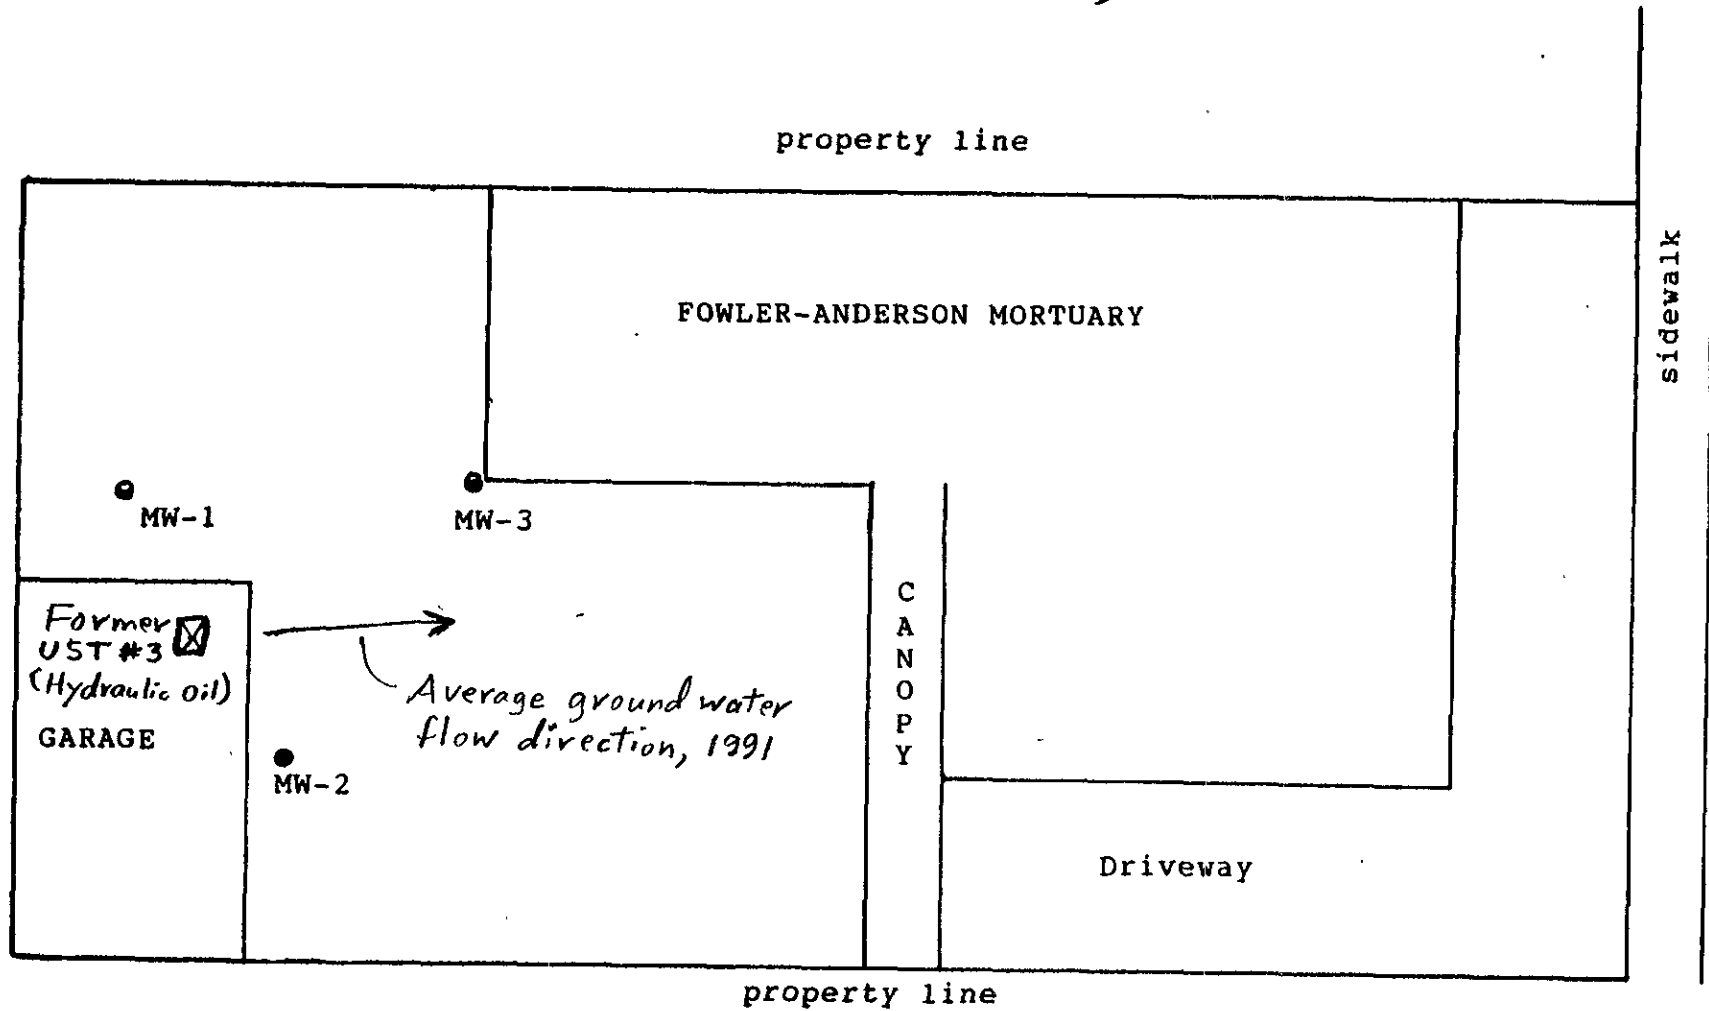 property line
FOWLER-ANDERSON MORTUARY
sidewalk
MW-1
MW-3
CANOPY
Former
UST #3
(Hydraulic oil)
GARAGE
Average ground water
flow direction, 1991
MW-2
Driveway
property line